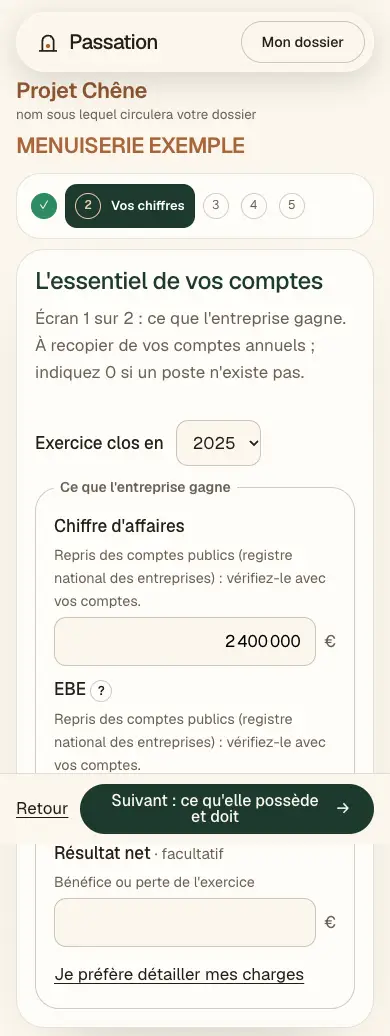 Passation
Mon dossier
Projet Chêne
nom sous lequel circulera votre dossier
MENUISERIE EXEMPLE
✓
2 Vos chiffres
3
4
5
L'essentiel de vos comptes
Écran 1 sur 2 : ce que l'entreprise gagne.
À recopier de vos comptes annuels ;
indiquez 0 si un poste n'existe pas.
Exercice clos en 2025
Ce que l'entreprise gagne
Chiffre d'affaires
Repris des comptes publics (registre
national des entreprises) : vérifiez-le avec
vos comptes.
2 400 000 €
EBE ?
Repris des comptes publics (registre
national des entreprises) : vérifiez-le avec
vos comptes.
Retour
Suivant : ce qu'elle possède
et doit →
Résultat net · facultatif
Bénéfice ou perte de l'exercice
€
Je préfère détailler mes charges